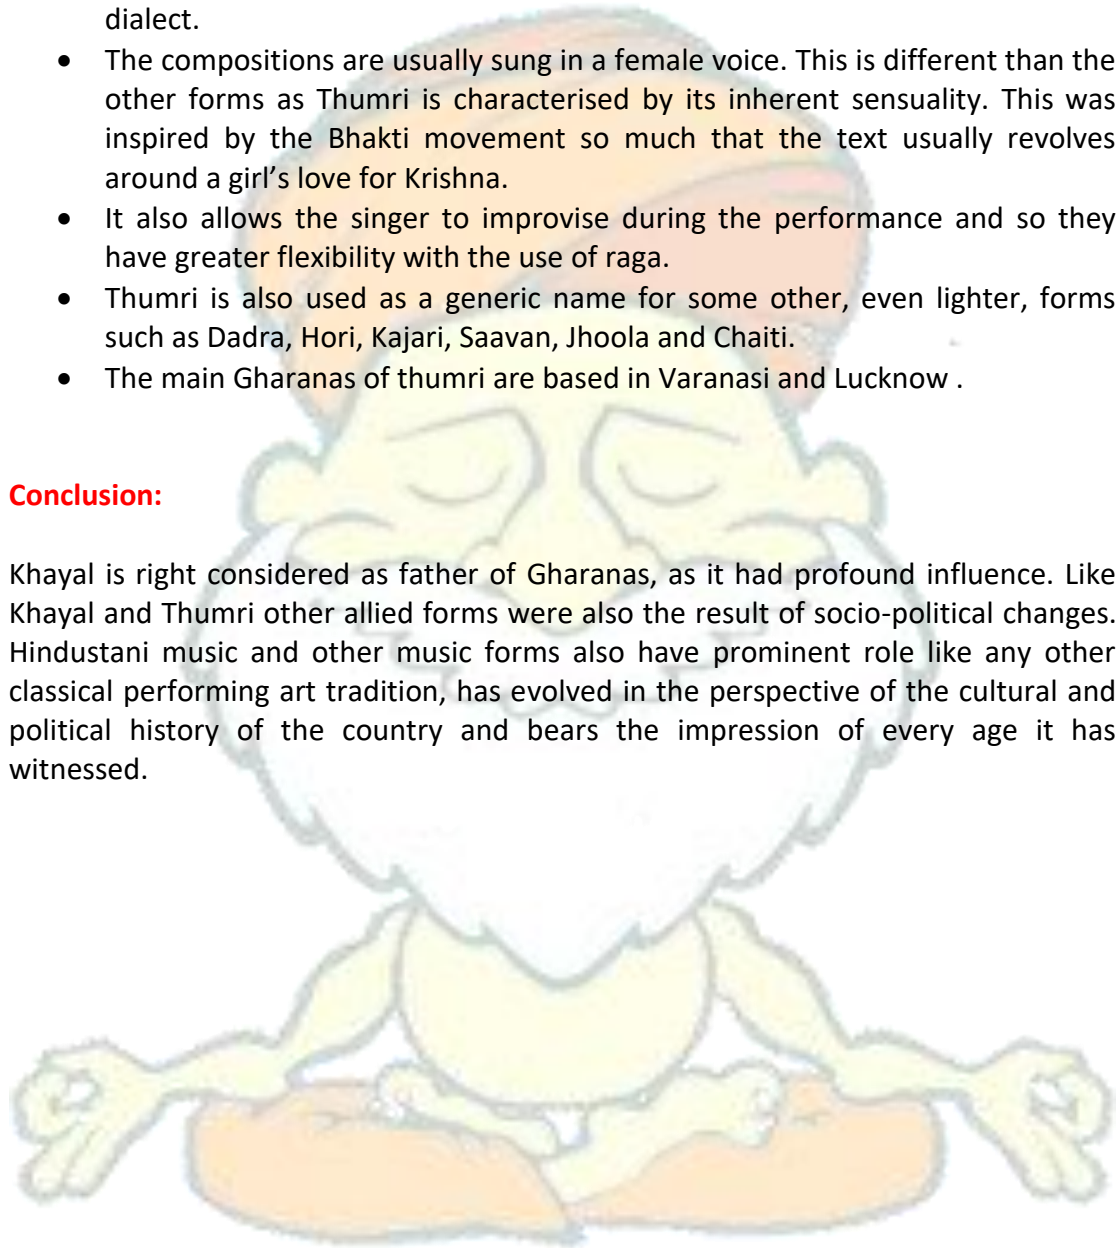 dialect.
• The compositions are usually sung in a female voice. This is different than the
other forms as Thumri is characterised by its inherent sensuality. This was
inspired by the Bhakti movement so much that the text usually revolves
around a girl’s love for Krishna.
• It also allows the singer to improvise during the performance and so they
have greater flexibility with the use of raga.
• Thumri is also used as a generic name for some other, even lighter, forms
such as Dadra, Hori, Kajari, Saavan, Jhoola and Chaiti.
• The main Gharanas of thumri are based in Varanasi and Lucknow .
Conclusion:
Khayal is right considered as father of Gharanas, as it had profound influence. Like
Khayal and Thumri other allied forms were also the result of socio-political changes.
Hindustani music and other music forms also have prominent role like any other
classical performing art tradition, has evolved in the perspective of the cultural and
political history of the country and bears the impression of every age it has
witnessed.